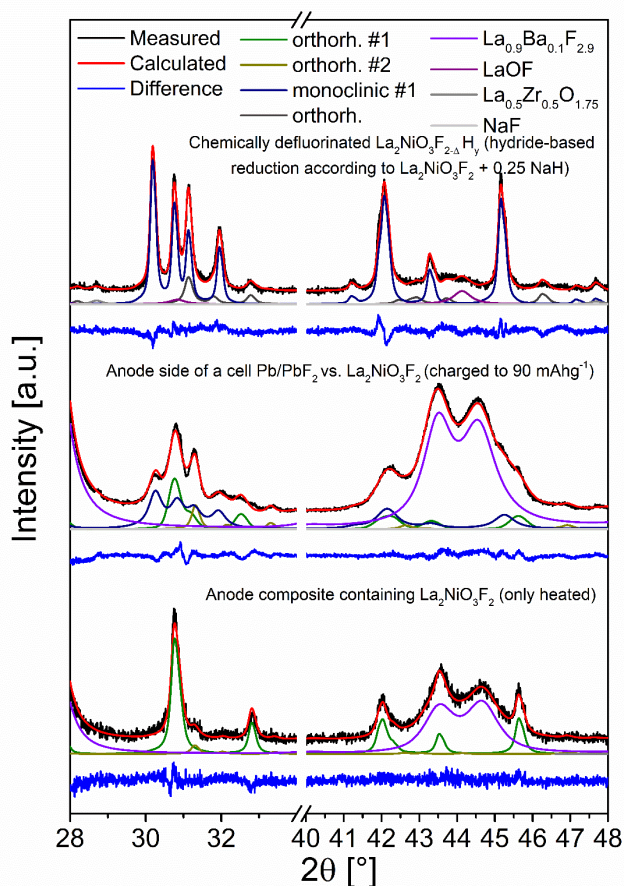 Measured
Calculated
Difference
orthorh. #1
orthorh. #2
monoclinic #1
orthorh.
La₀.₉Ba₀.₁F₂.₉
LaOF
La₀.₅Zr₀.₅O₁.₇₅
NaF
Chemically defluorinated La₂NiO₃F₂₋ΔHᵧ (hydride-based
reduction according to La₂NiO₃F₂ + 0.25 NaH)
Anode side of a cell Pb/PbF₂ vs. La₂NiO₃F₂ (charged to 90 mAhg⁻¹)
Anode composite containing La₂NiO₃F₂ (only heated)
Intensity [a.u.]
28 30 32 40 41 42 43 44 45 46 47 48
2θ [°]